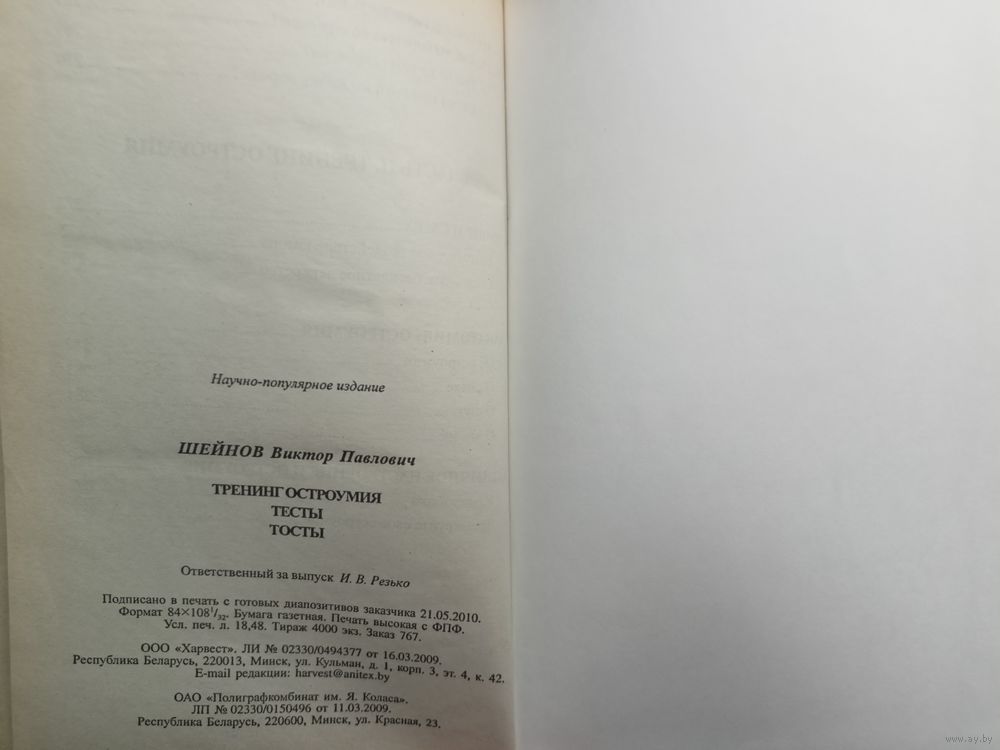 Научно-популярное издание
ШЕЙНОВ Виктор Павлович
ТРЕНИНГ ОСТРОУМИЯ
ТЕСТЫ
ТОСТЫ
Ответственный за выпуск И. В. Резько
Подписано в печать с готовых диапозитивов заказчика 21.05.2010.
Формат 84×108¹/₃₂. Бумага газетная. Печать высокая с ФПФ.
Усл. печ. л. 18,48. Тираж 4000 экз. Заказ 767.
ООО «Харвест». ЛИ № 02330/0494377 от 16.03.2009.
Республика Беларусь, 220013, Минск, ул. Кульман, д. 1, корп. 3, эт. 4, к. 42.
E-mail редакции: harvest@anitex.by
ОАО «Полиграфкомбинат им. Я. Коласа».
ЛП № 02330/0150496 от 11.03.2009.
Республика Беларусь, 220600, Минск, ул. Красная, 23.
www.ay.by